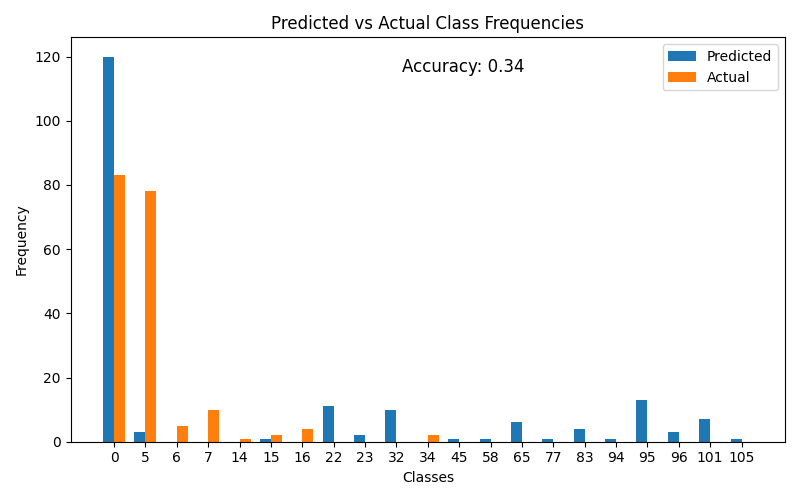 Predicted vs Actual Class Frequencies
Accuracy: 0.34
Predicted
Actual
Frequency
120
100
80
60
40
20
0
0 5 6 7 14 15 16 22 23 32 34 45 58 65 77 83 94 95 96 101 105
Classes